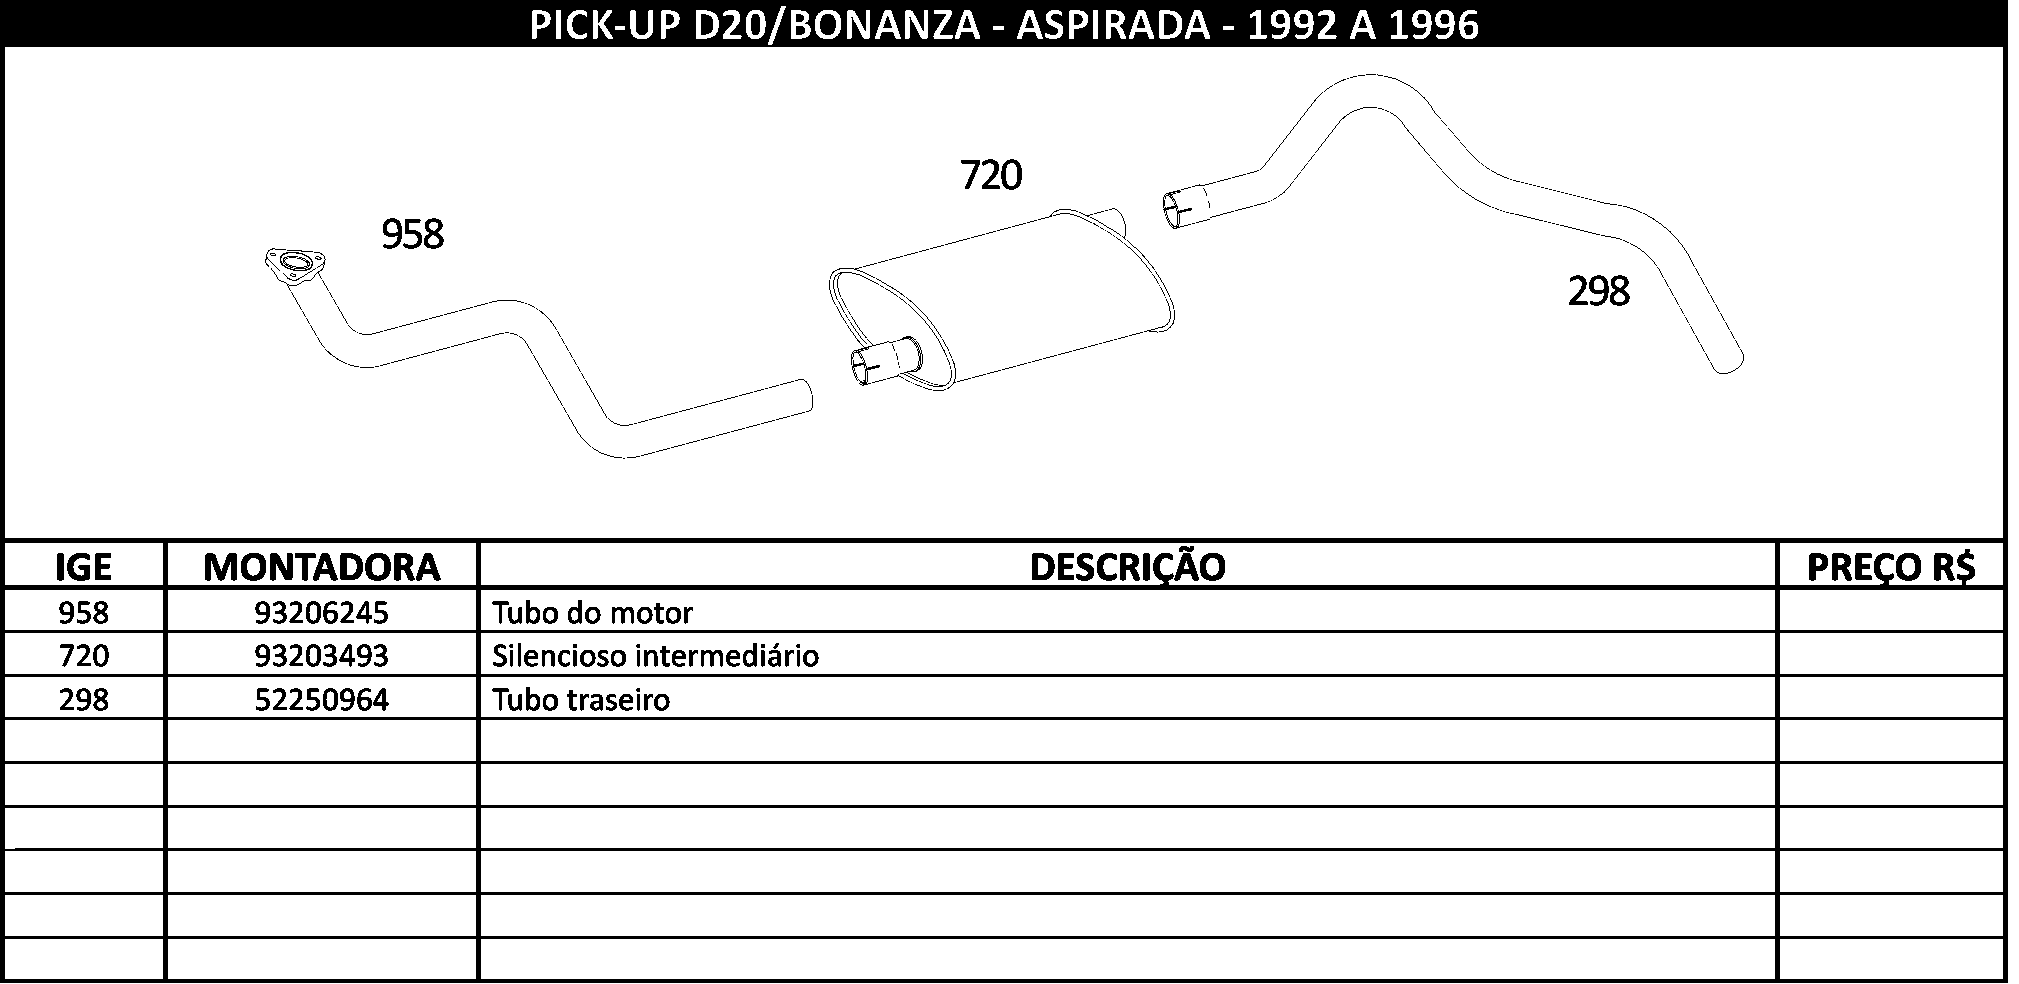 PICK-UP D20/BONANZA - ASPIRADA - 1992 A 1996
720
958
298
IGE MONTADORA DESCRIÇÃO PREÇO R$
958 93206245 Tubo do motor
720 93203493 Silencioso intermediário
298 52250964 Tubo traseiro